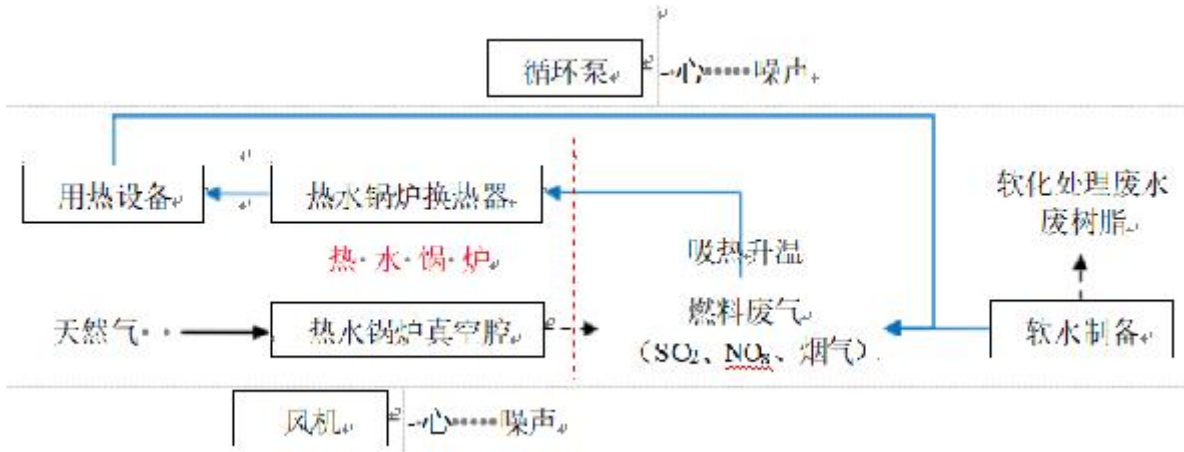 循环泵 心•••••噪声
用热设备 热水锅炉换热器 软化处理废水
废树脂
热·水·锅·炉 吸热升温
天然气·· 热水锅炉真空腔 燃料废气 软水制备
（SO₂、NO₈、烟气）
风机 心•••••噪声